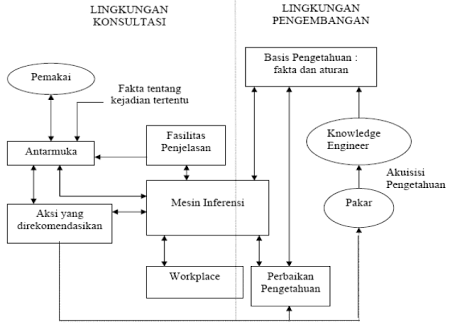 LINGKUNGAN
KONSULTASI
LINGKUNGAN
PENGEMBANGAN
Pemakai
Fakta tentang
kejadian tertentu
Basis Pengetahuan :
fakta dan aturan
Fasilitas
Penjelasan
Knowledge
Engineer
Antarmuka
Akuisisi
Pengetahuan
Mesin Inferensi
Pakar
Aksi yang
direkomendasikan
Workplace
Perbaikan
Pengetahuan